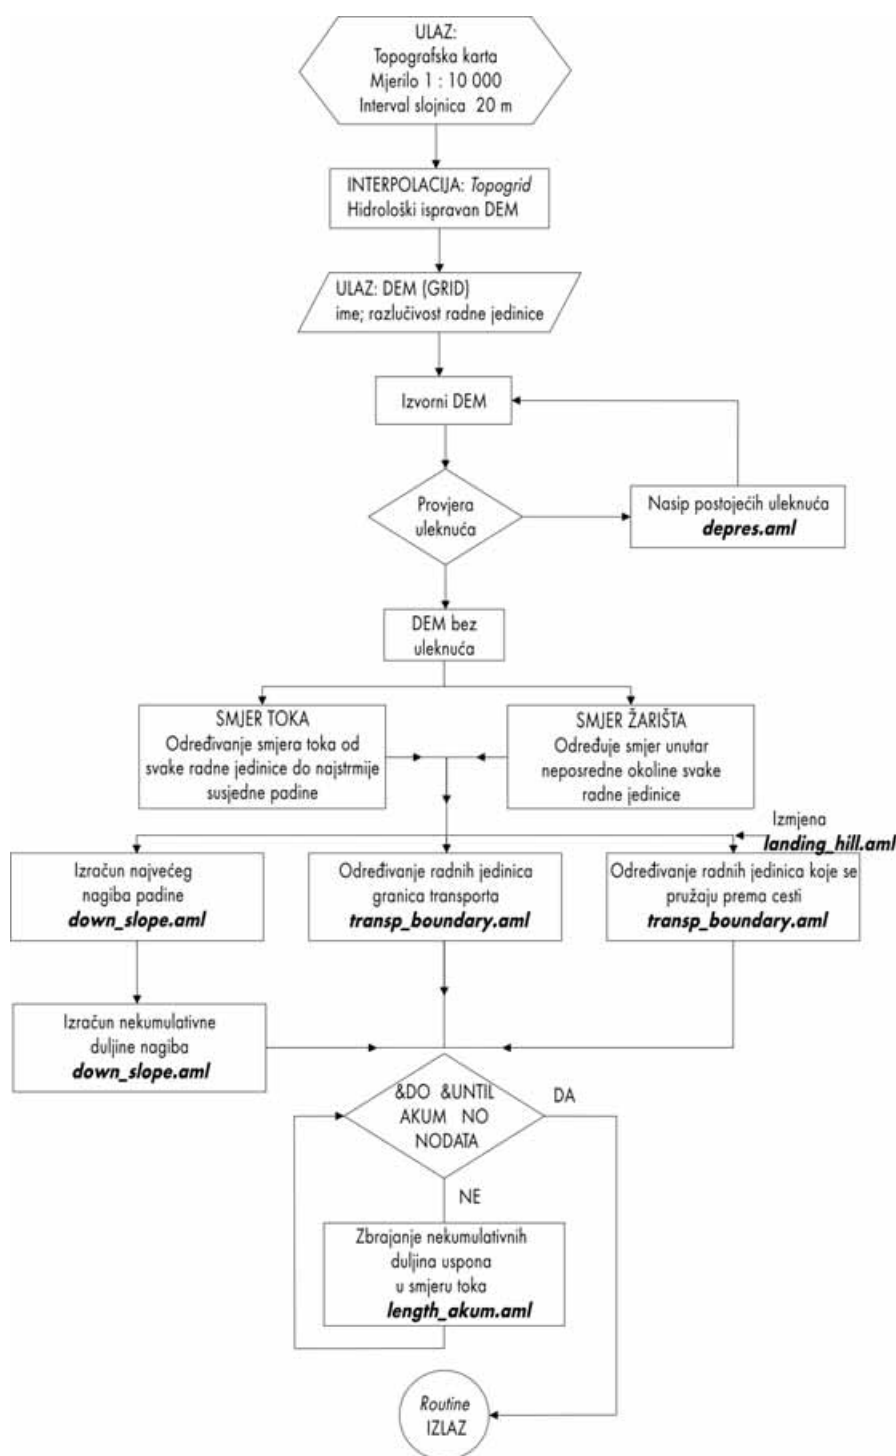 ULAZ:
Topografska karta
Mjerilo 1 : 10 000
Interval slojnica 20 m
INTERPOLACIJA: Topogrid
Hidrološki ispravan DEM
ULAZ: DEM (GRID)
ime; razlučivost radne jedinice
Izvorni DEM
Provjera
uleknuća
Nasip postojećih uleknuća
depres.aml
DEM bez
uleknuća
SMJER TOKA
Određivanje smjera toka od
svake radne jedinice do najstrmije
susjedne padine
SMJER ŽARIŠTA
Određuje smjer unutar
neposredne okoline svake
radne jedinice
Izmjena
landing_hill.aml
Izračun najvećeg
nagiba padine
down_slope.aml
Određivanje radnih jedinica
granica transporta
transp_boundary.aml
Određivanje radnih jedinica koje se
pružaju prema cesti
transp_boundary.aml
Izračun nekumulativne
duljine nagiba
down_slope.aml
&DO &UNTIL
AKUM NO
NODATA
DA
NE
Zbrajanje nekumulativnih
duljina uspona
u smjeru toka
length_akum.aml
Routine
IZLAZ